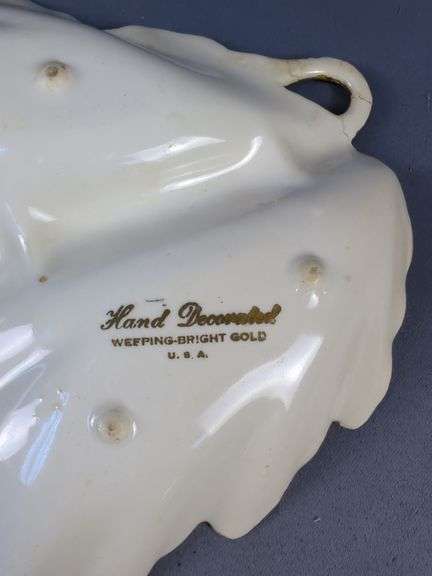 Hand Decorated
WEEPING-BRIGHT GOLD
U. S. A.